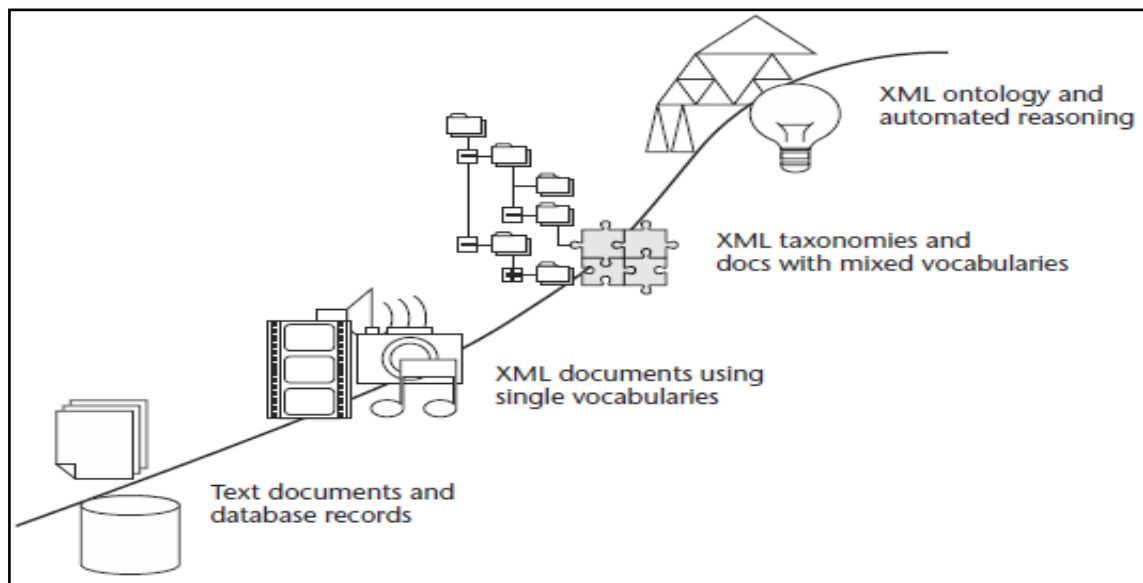 XML ontology and
automated reasoning
XML taxonomies and
docs with mixed vocabularies
XML documents using
single vocabularies
Text documents and
database records